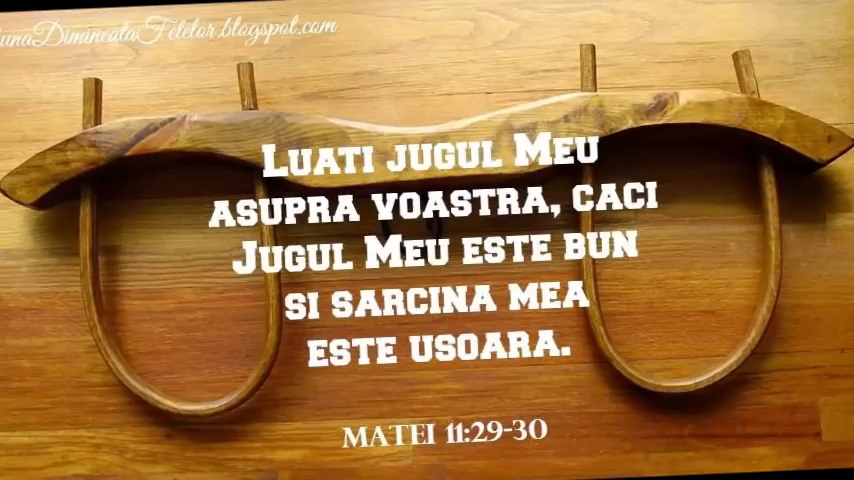 unaDimineataFetelor.blogspot.com
LUATI JUGUL MEU
ASUPRA VOASTRA, CACI
JUGUL MEU ESTE BUN
SI SARCINA MEA
ESTE USOARA.
MATEI 11:29-30